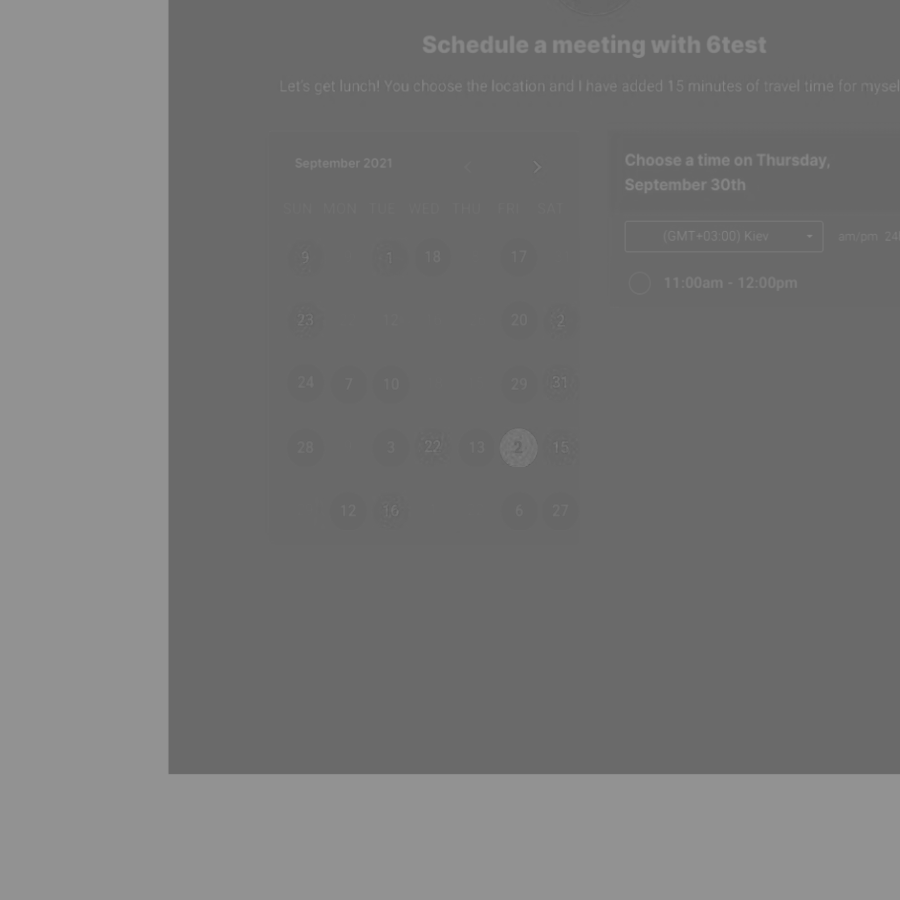 Schedule a meeting with 6test
Let's get lunch! You choose the location and I have added 15 minutes of travel time for mysel
September 2021
SUN MON TUE WED THU FRI SAT
9 1 18 17
23 12 20 2
24 7 10 29 31
28 3 22 13 2 15
12 16 6 27
Choose a time on Thursday,
September 30th
(GMT+03:00) Kiev
am/pm 24
11:00am - 12:00pm